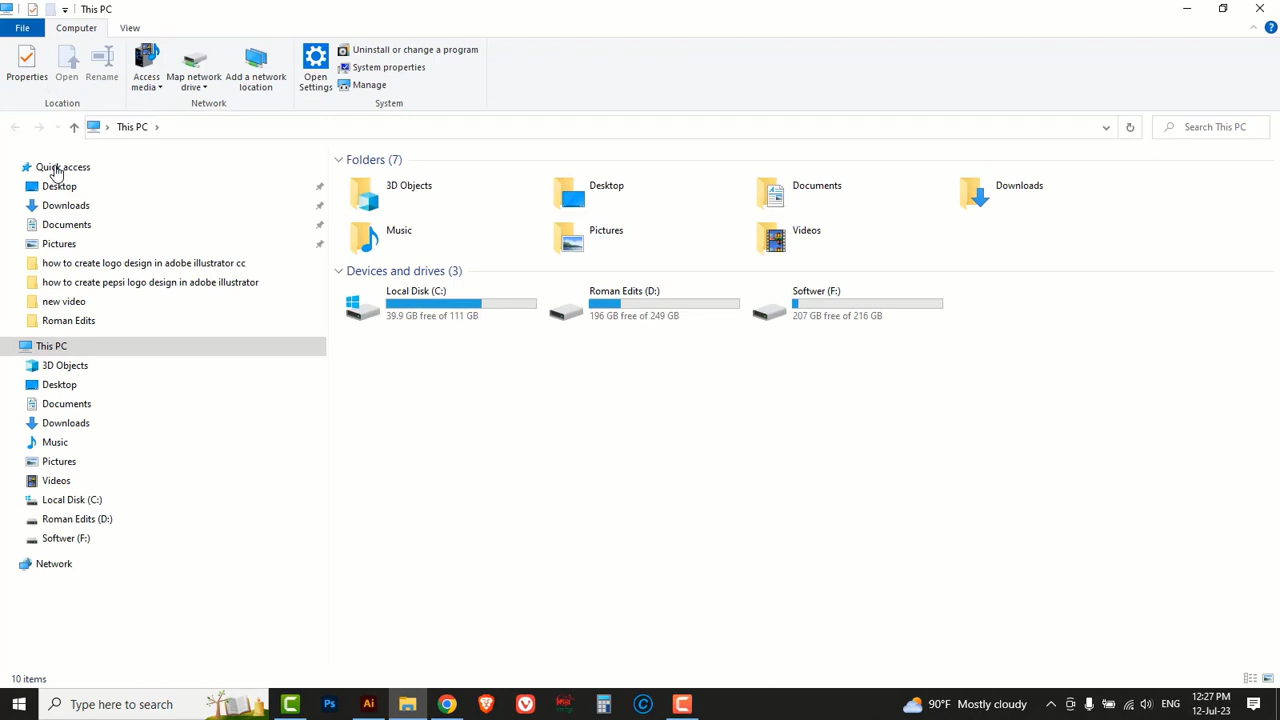 This PC
File
Computer
View
Properties
Open
Rename
Access media
Map network drive
Add a network location
Open Settings
Uninstall or change a program
System properties
Manage
Location
Network
System
This PC
Search This PC
Quick access
Desktop
Downloads
Documents
Pictures
how to create logo design in adobe illustrator cc
how to create pepsi logo design in adobe illustrator
new video
Roman Edits
This PC
3D Objects
Desktop
Documents
Downloads
Music
Pictures
Videos
Local Disk (C:)
Roman Edits (D:)
Softwer (F:)
Network
Folders (7)
3D Objects
Desktop
Documents
Downloads
Music
Pictures
Videos
Devices and drives (3)
Local Disk (C:)
39.9 GB free of 111 GB
Roman Edits (D:)
196 GB free of 249 GB
Softwer (F:)
207 GB free of 216 GB
10 items
Type here to search
Ps
Ai
90°F Mostly cloudy
ENG
12:27 PM
12-Jul-23